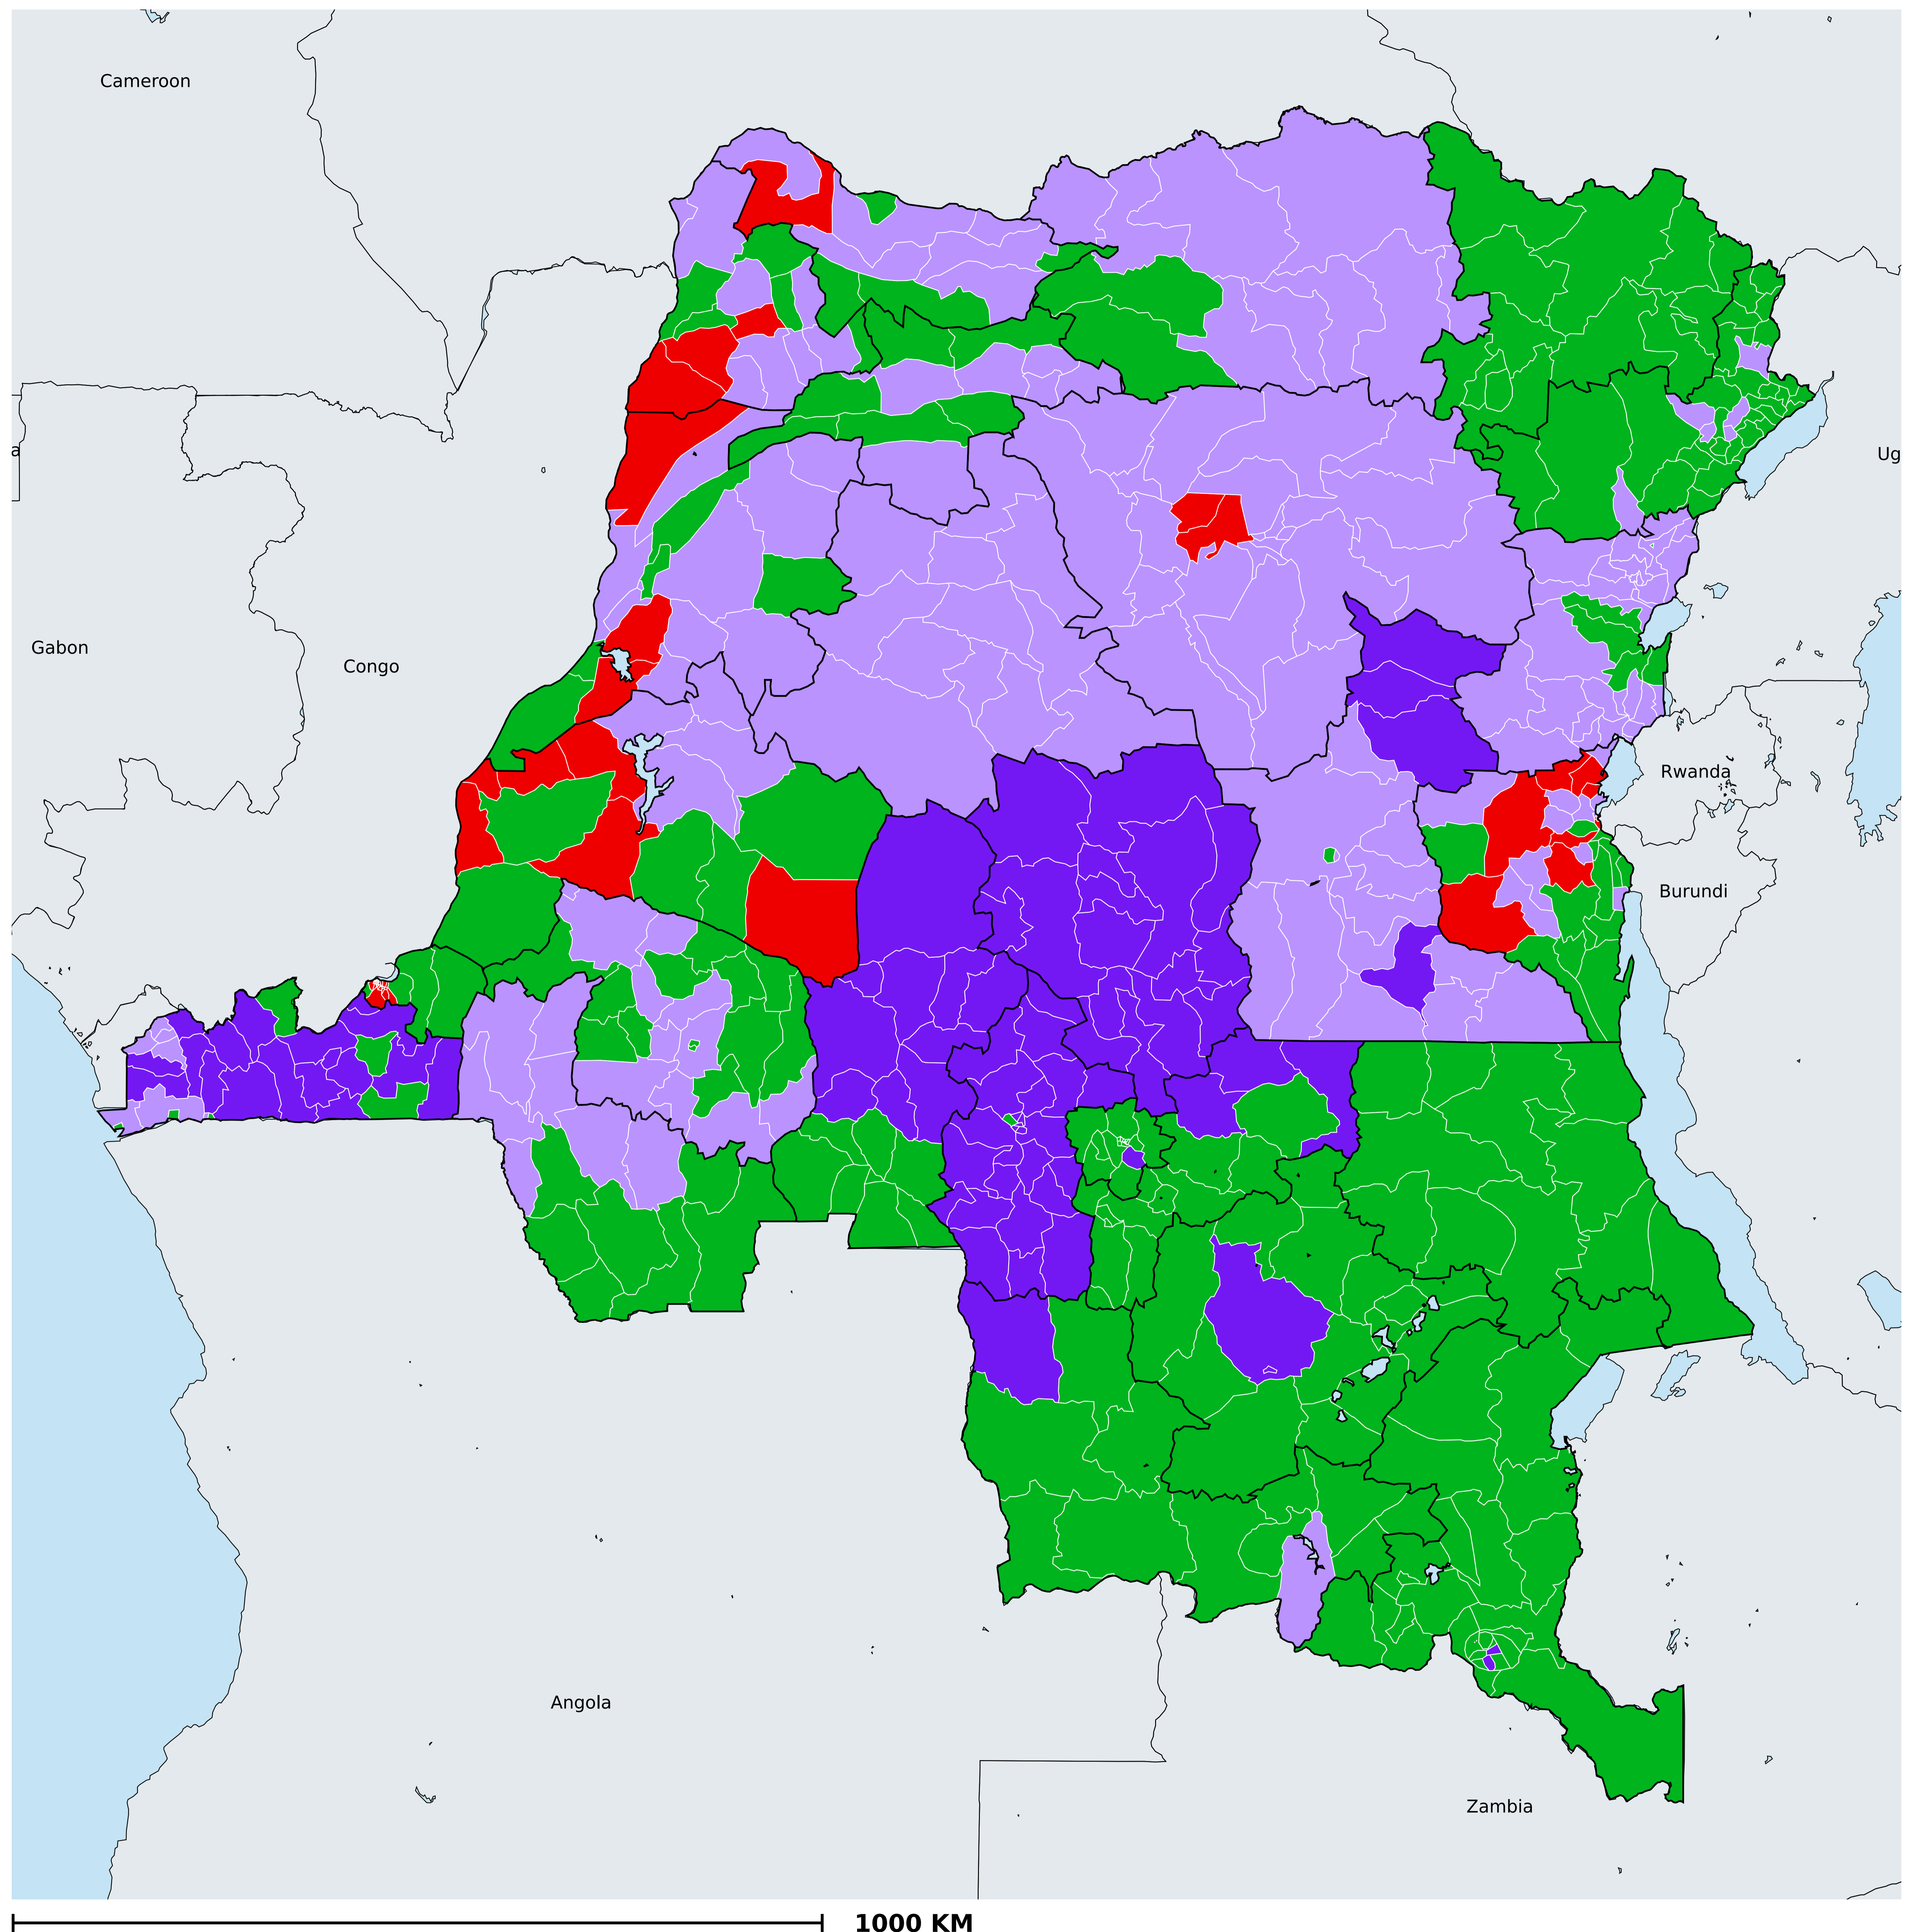 Cameroon
a
Ug
Gabon
Congo
Rwanda
Burundi
Angola
Zambia
1000 KM